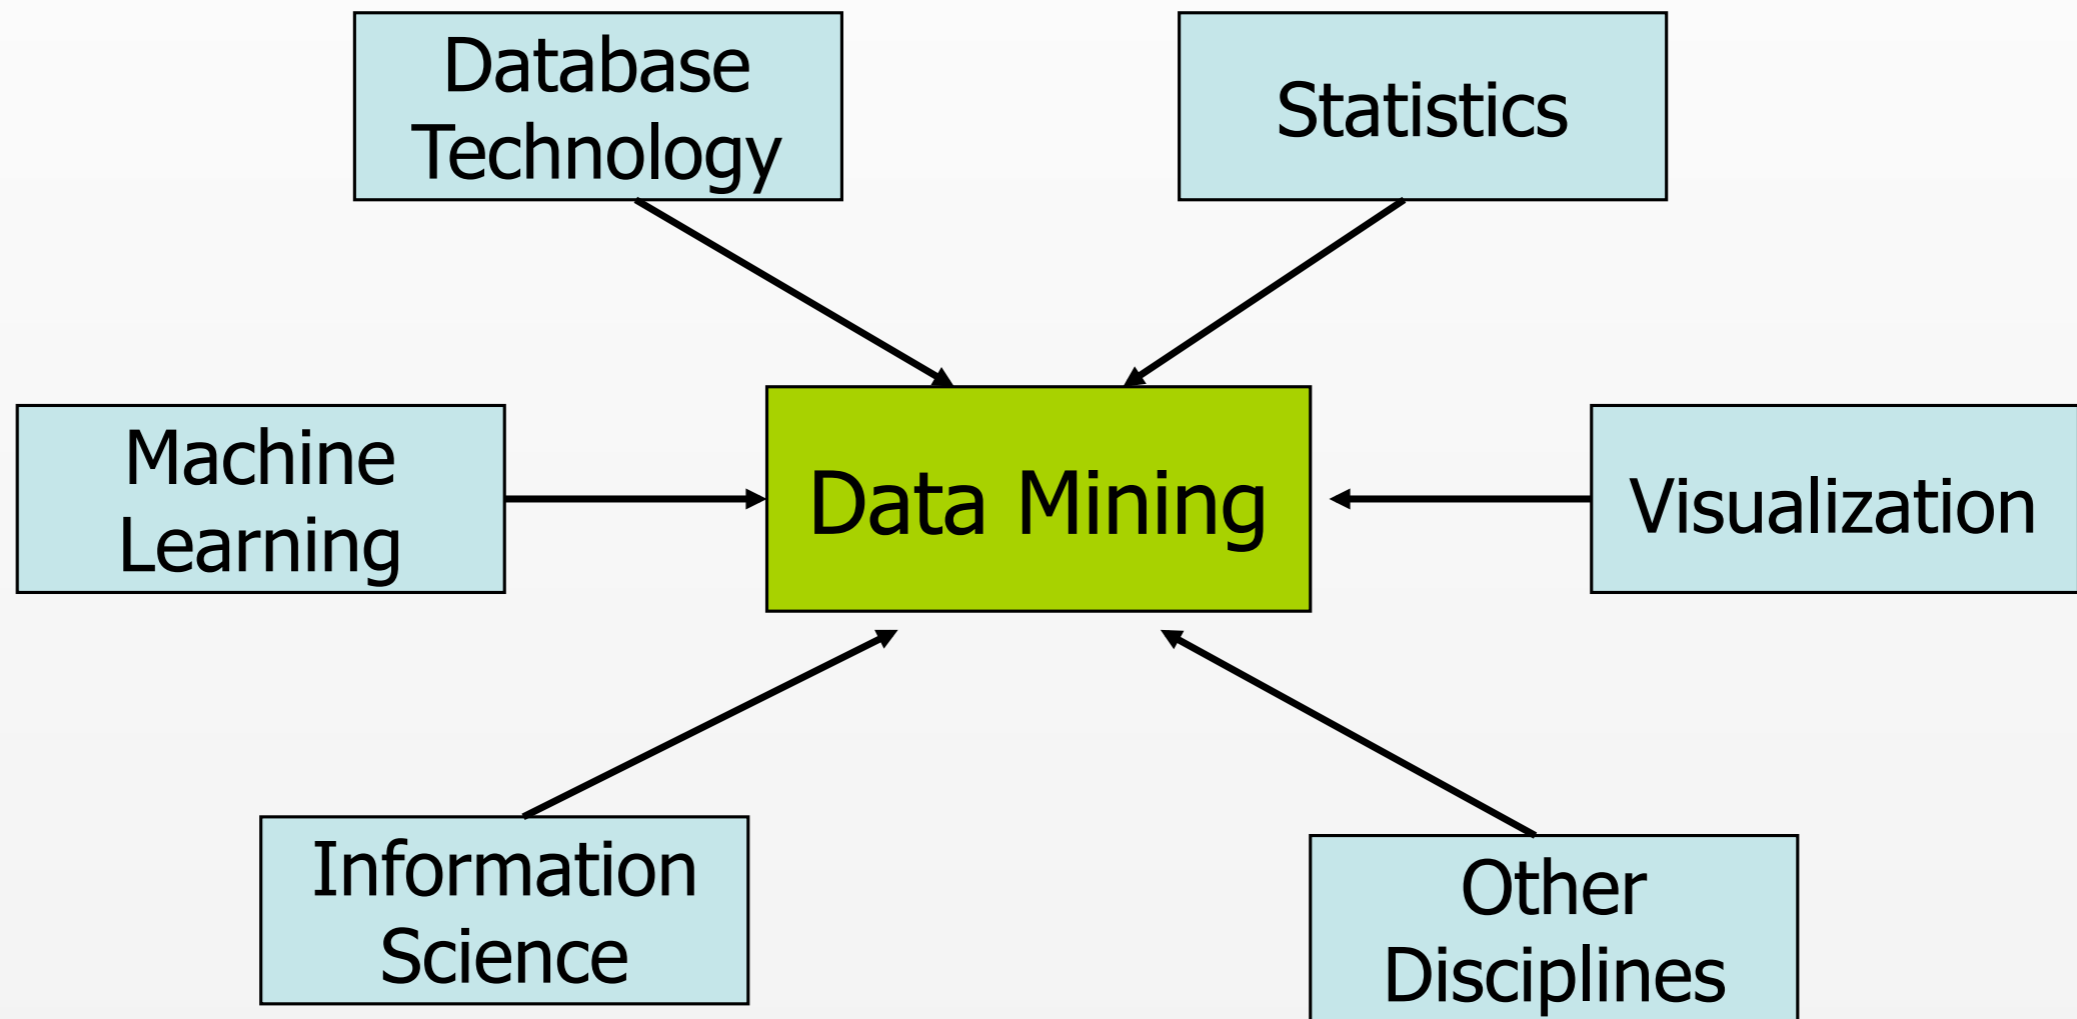 Database
Technology
Statistics
Machine
Learning
Data Mining
Visualization
Information
Science
Other
Disciplines